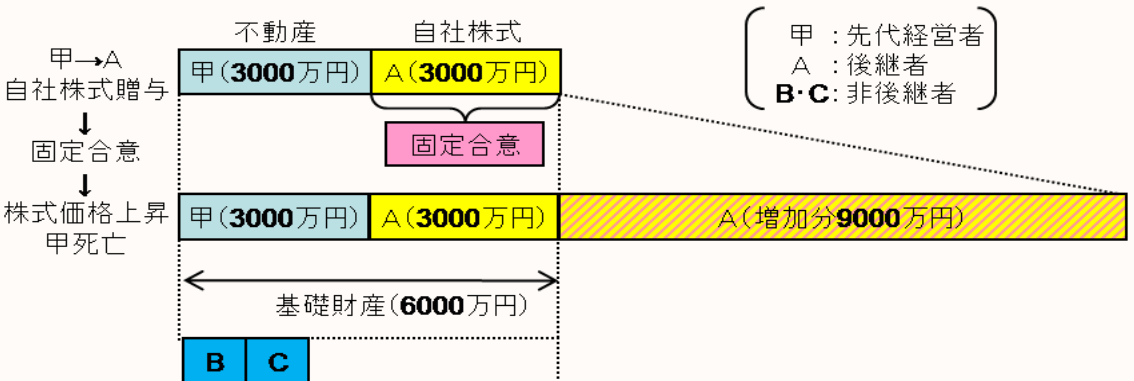 不動産
自社株式
甲：先代経営者
A：後継者
B・C：非後継者
甲→A
自社株式贈与
甲(3000万円)
A(3000万円)
↓
固定合意
固定合意
↓
株式価格上昇
甲死亡
甲(3000万円)
A(3000万円)
A(増加分9000万円)
基礎財産(6000万円)
B
C